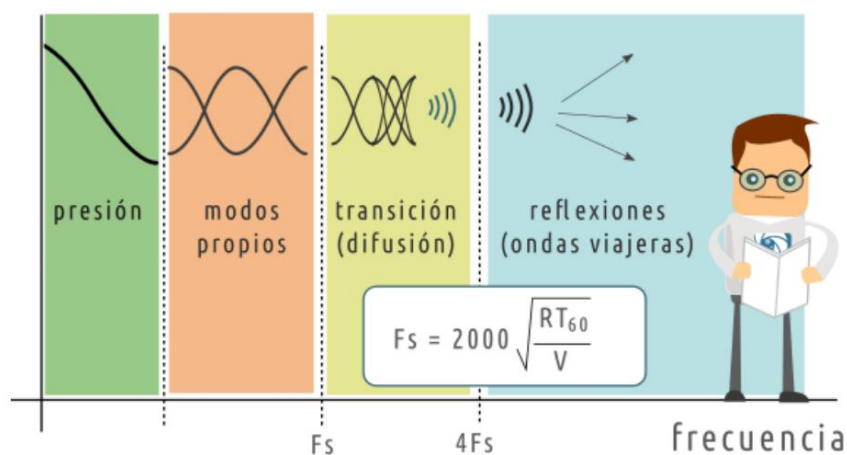 presión
modos
propios
transición
(difusión)
reflexiones
(ondas viajeras)
Fs = 2000 √(RT₆₀/V)
Fs
4Fs
frecuencia